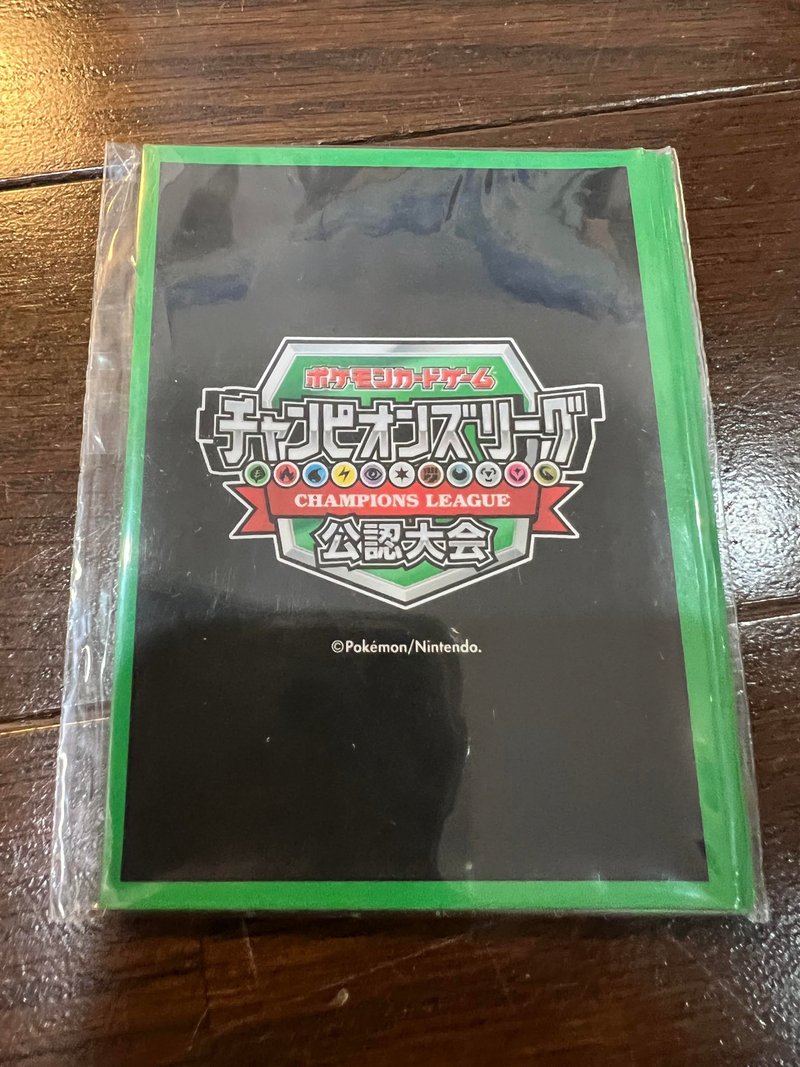 ポケモンカードゲーム
チャンピオンズリーグ
CHAMPIONS LEAGUE
公認大会
©Pokémon/Nintendo.